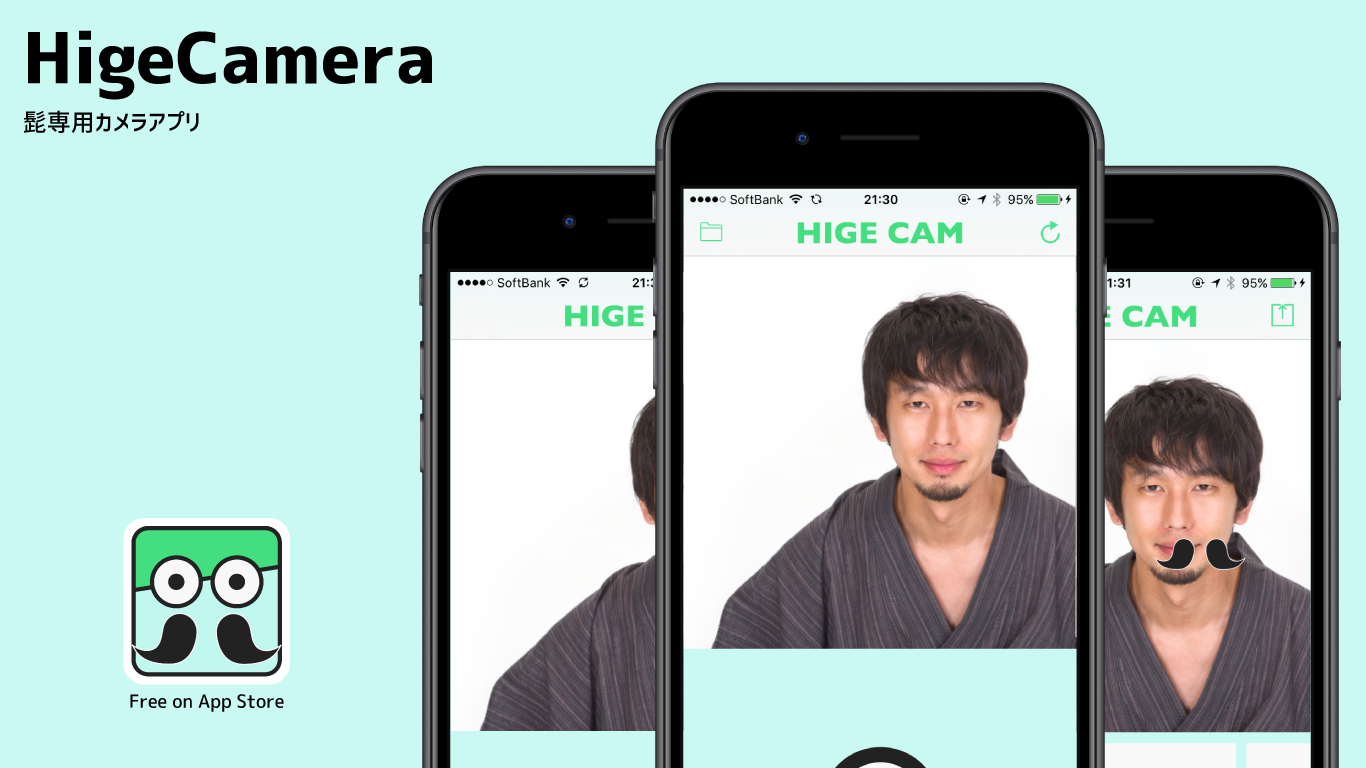 HigeCamera
髭専用カメラアプリ
SoftBank 21:30 95%
HIGE CAM
SoftBank 21:3
HIGE
1:31 95%
E CAM
Free on App Store